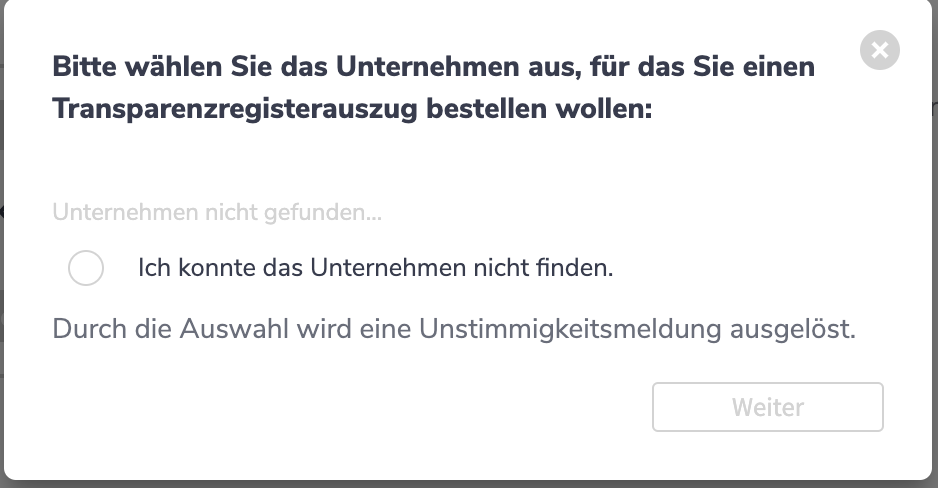 Bitte wählen Sie das Unternehmen aus, für das Sie einen
Transparenzregisterauszug bestellen wollen:
Unternehmen nicht gefunden...
Ich konnte das Unternehmen nicht finden.
Durch die Auswahl wird eine Unstimmigkeitsmeldung ausgelöst.
Weiter